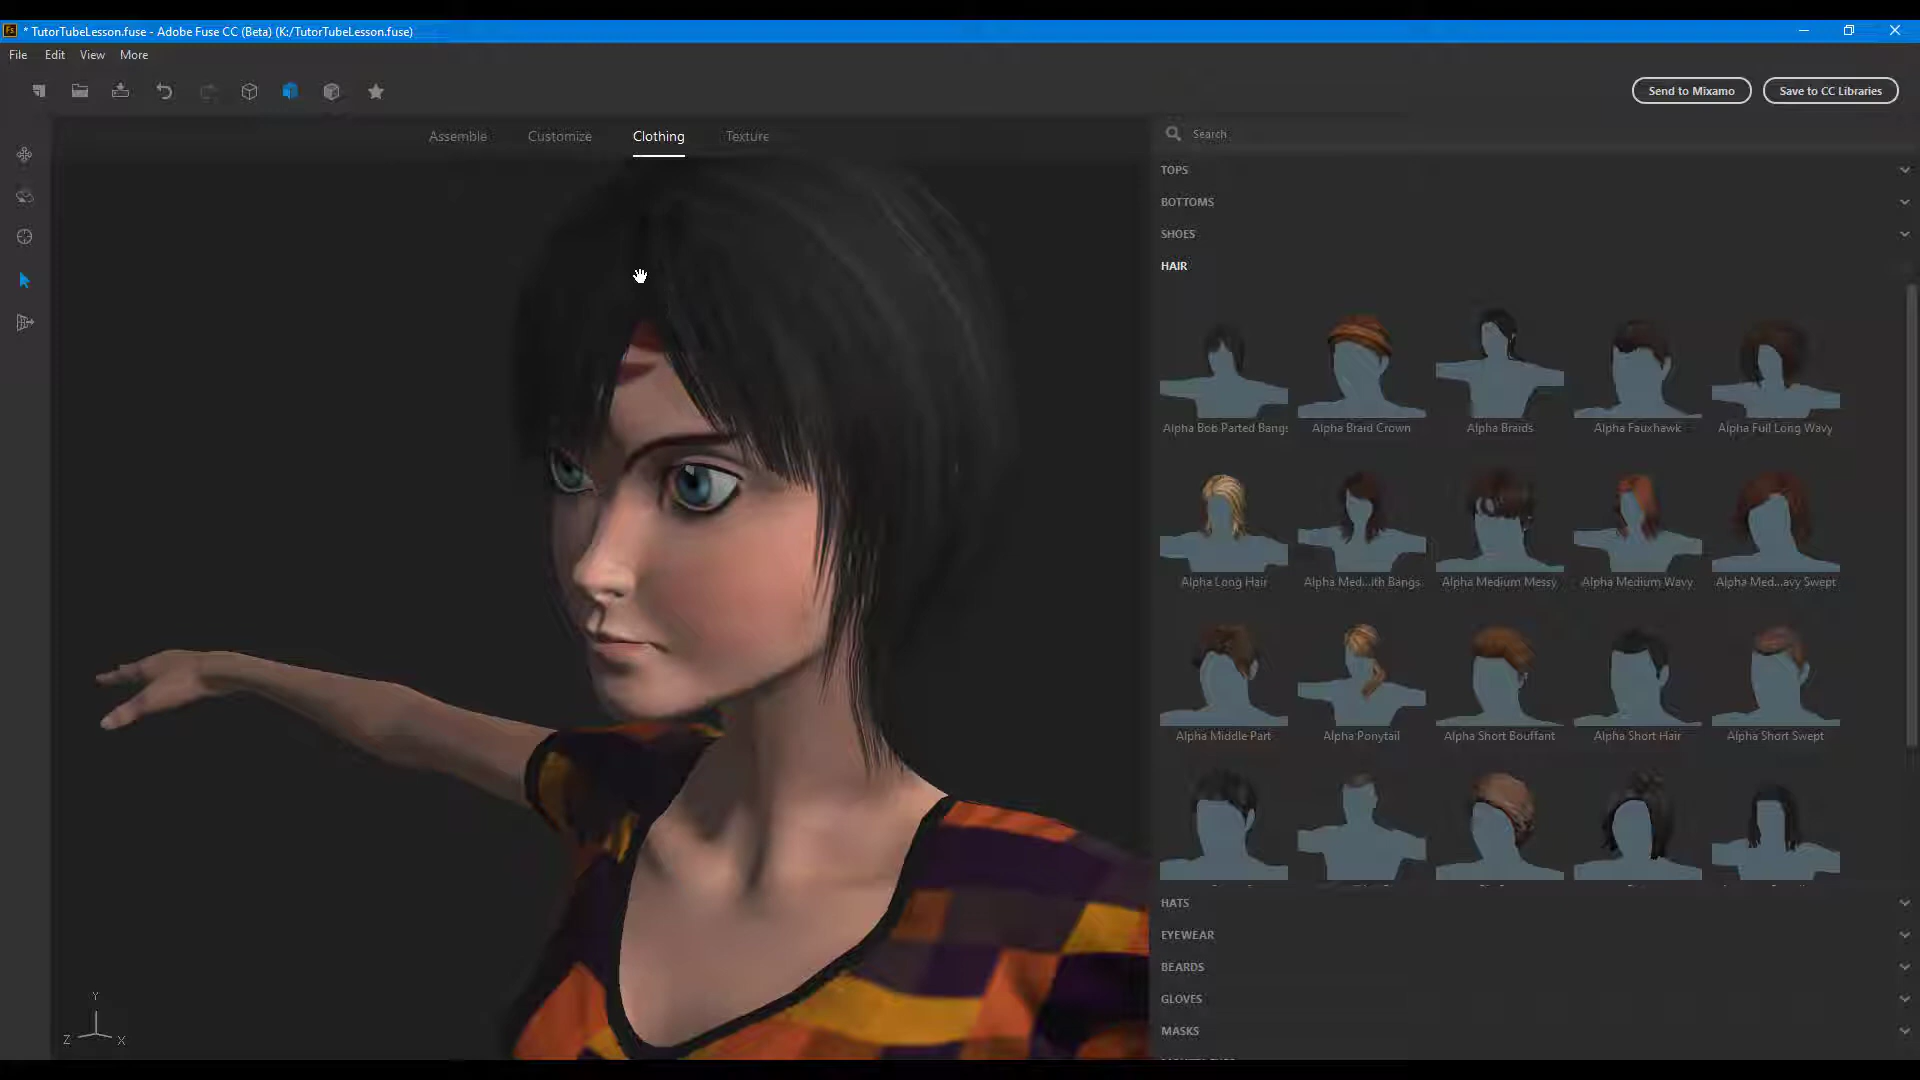 Fs * TutorTubeLesson.fuse - Adobe Fuse CC (Beta) (K:/TutorTubeLesson.fuse)
File Edit View More
Send to Mixamo Save to CC Libraries
Assemble Customize Clothing Texture
Search
TOPS
BOTTOMS
SHOES
HAIR
Alpha Bob Parted Bangs Alpha Braid Crown Alpha Braids Alpha Fauxhawk Alpha Full Long Wavy
Alpha Long Hair Alpha Med...ith Bangs Alpha Medium Messy Alpha Medium Wavy Alpha Med...avy Swept
Alpha Middle Part Alpha Ponytail Alpha Short Bouffant Alpha Short Hair Alpha Short Swept
HATS
EYEWEAR
BEARDS
GLOVES
MASKS
Y
Z X